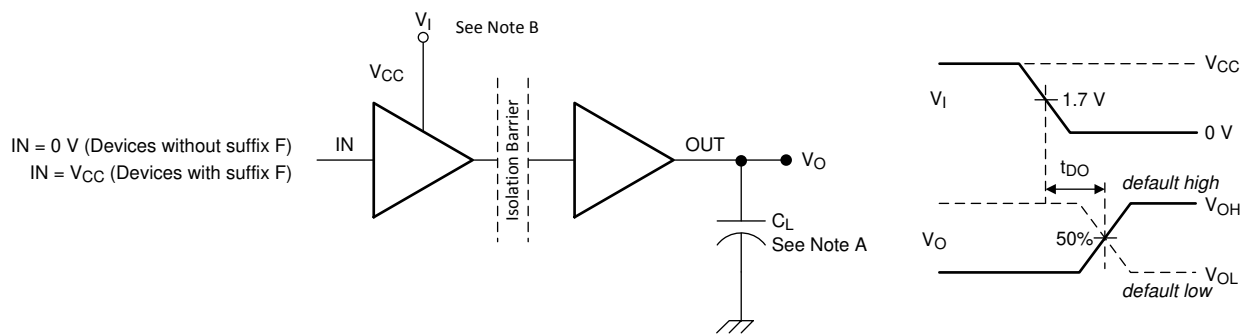 V_I
See Note B
V_CC
IN = 0 V (Devices without suffix F)
IN = V_CC (Devices with suffix F)
IN
Isolation Barrier
OUT
V_O
C_L
See Note A
V_I
V_CC
1.7 V
0 V
t_DO
default high
V_OH
V_O
50%
V_OL
default low